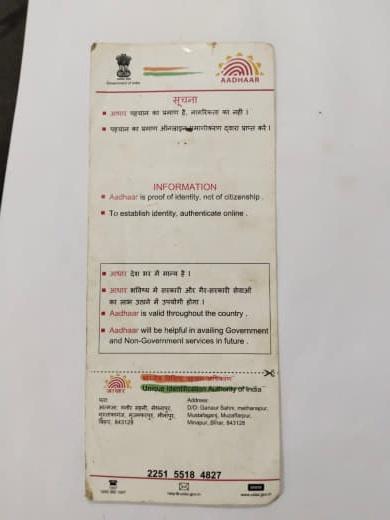 Government of India
AADHAAR
सूचना
आधार पहचान का प्रमाण है, नागरिकता का नहीं ।
पहचान का प्रमाण ऑनलाइन प्रमाणीकरण द्वारा प्राप्त करें ।
INFORMATION
Aadhaar is proof of identity, not of citizenship .
To establish identity, authenticate online .
आधार देश भर में मान्य है ।
आधार भविष्य में सरकारी और गैर-सरकारी सेवाओं
का लाभ उठाने में उपयोगी होगा ।
Aadhaar is valid throughout the country .
Aadhaar will be helpful in availing Government
and Non-Government services in future .
भारतीय विशिष्ट पहचान प्राधिकरण
Unique Identification Authority of India
आधार
पता:
बिहार, 843128
Address:
D/O: Ganaur Sahni, methanapur,
Mustafaganj, Muzaffarpur,
Minapur, Bihar, 843128
2251 5518 4827
help@uidai.gov.in
www.uidai.gov.in